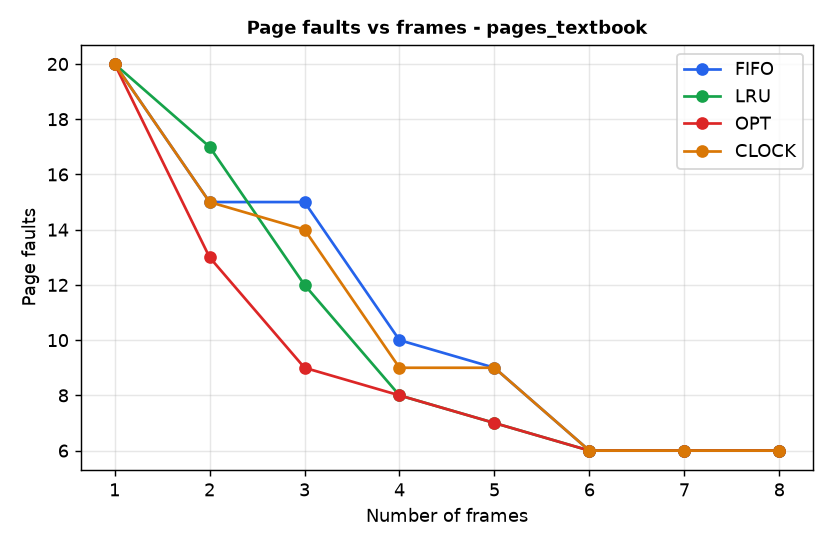 Page faults vs frames - pages_textbook
FIFO
LRU
OPT
CLOCK
Page faults
20
18
16
14
12
10
8
6
1 2 3 4 5 6 7 8
Number of frames